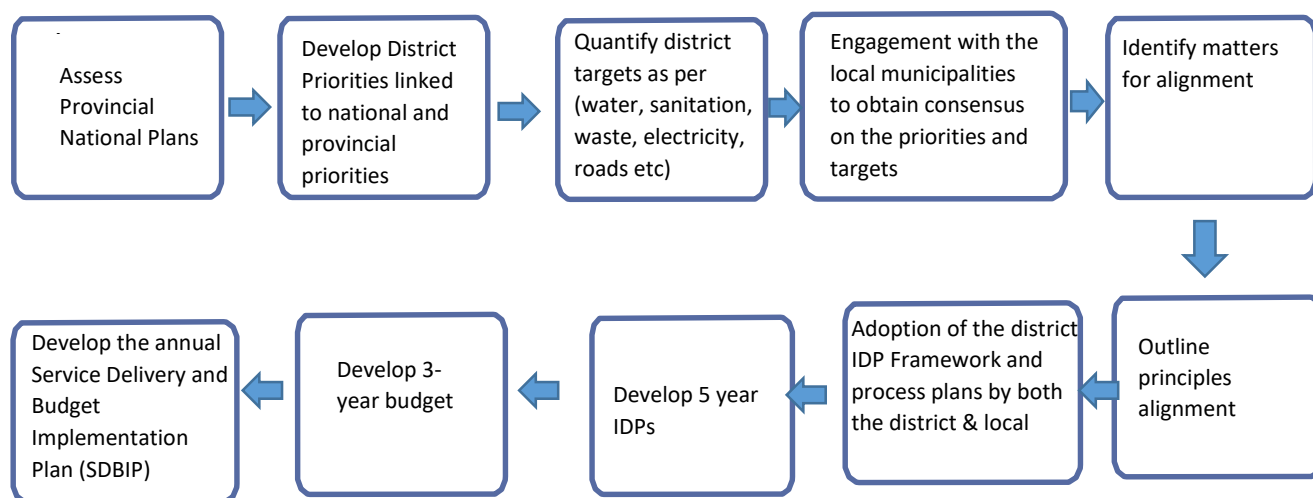 Assess
Provincial
National Plans
Develop District
Priorities linked
to national and
provincial
priorities
Quantify district
targets as per
(water, sanitation,
waste, electricity,
roads etc)
Engagement with the
local municipalities
to obtain consensus
on the priorities and
targets
Identify matters
for alignment
Outline
principles
alignment
Adoption of the district
IDP Framework and
process plans by both
the district & local
Develop 5 year
IDPs
Develop 3-
year budget
Develop the annual
Service Delivery and
Budget
Implementation
Plan (SDBIP)